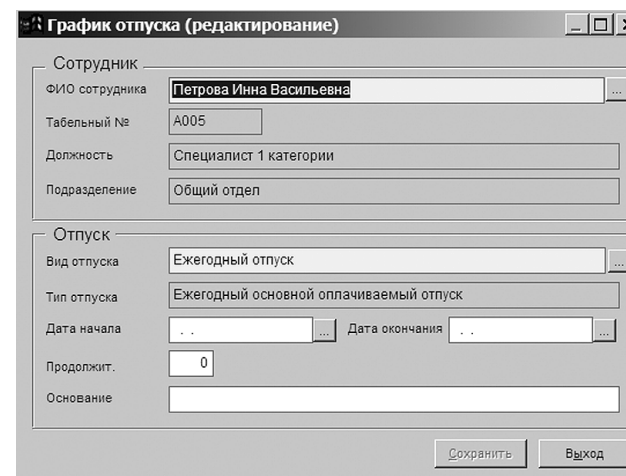 График отпуска (редактирование)
Сотрудник
ФИО сотрудника Петрова Инна Васильевна ...
Табельный № А005
Должность Специалист 1 категории
Подразделение Общий отдел
Отпуск
Вид отпуска Ежегодный отпуск ...
Тип отпуска Ежегодный основной оплачиваемый отпуск
Дата начала . . ... Дата окончания . . ...
Продолжит. 0
Основание
Сохранить Выход